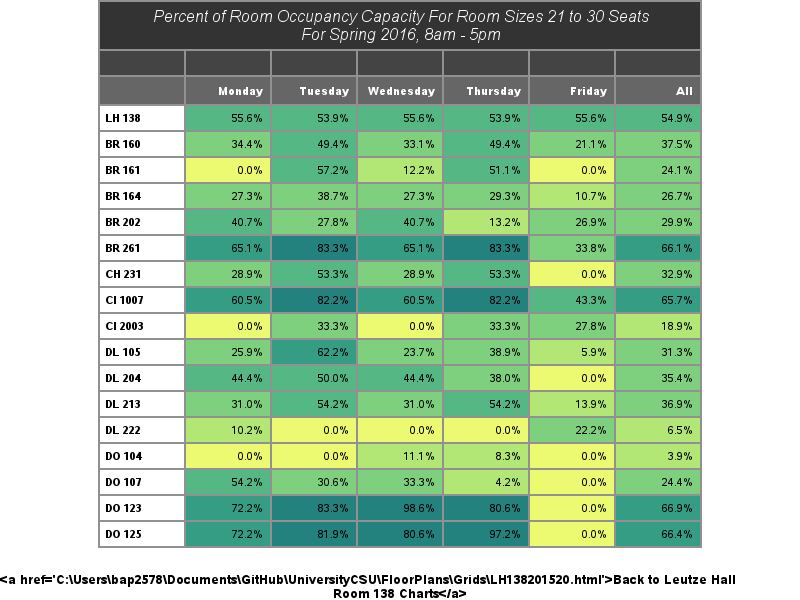 Percent of Room Occupancy Capacity For Room Sizes 21 to 30 Seats
For Spring 2016, 8am - 5pm
Monday Tuesday Wednesday Thursday Friday All
LH 138 55.6% 53.9% 55.6% 53.9% 55.6% 54.9%
BR 160 34.4% 49.4% 33.1% 49.4% 21.1% 37.5%
BR 161 0.0% 57.2% 12.2% 51.1% 0.0% 24.1%
BR 164 27.3% 38.7% 27.3% 29.3% 10.7% 26.7%
BR 202 40.7% 27.8% 40.7% 13.2% 26.9% 29.9%
BR 261 65.1% 83.3% 65.1% 83.3% 33.8% 66.1%
CH 231 28.9% 53.3% 28.9% 53.3% 0.0% 32.9%
CI 1007 60.5% 82.2% 60.5% 82.2% 43.3% 65.7%
CI 2003 0.0% 33.3% 0.0% 33.3% 27.8% 18.9%
DL 105 25.9% 62.2% 23.7% 38.9% 5.9% 31.3%
DL 204 44.4% 50.0% 44.4% 38.0% 0.0% 35.4%
DL 213 31.0% 54.2% 31.0% 54.2% 13.9% 36.9%
DL 222 10.2% 0.0% 0.0% 0.0% 22.2% 6.5%
DO 104 0.0% 0.0% 11.1% 8.3% 0.0% 3.9%
DO 107 54.2% 30.6% 33.3% 4.2% 0.0% 24.4%
DO 123 72.2% 83.3% 98.6% 80.6% 0.0% 66.9%
DO 125 72.2% 81.9% 80.6% 97.2% 0.0% 66.4%
<a href='C:\Users\bap2578\Documents\GitHub\UniversityCSU\FloorPlans\Grids\LH138201520.html'>Back to Leutze Hall
Room 138 Charts</a>